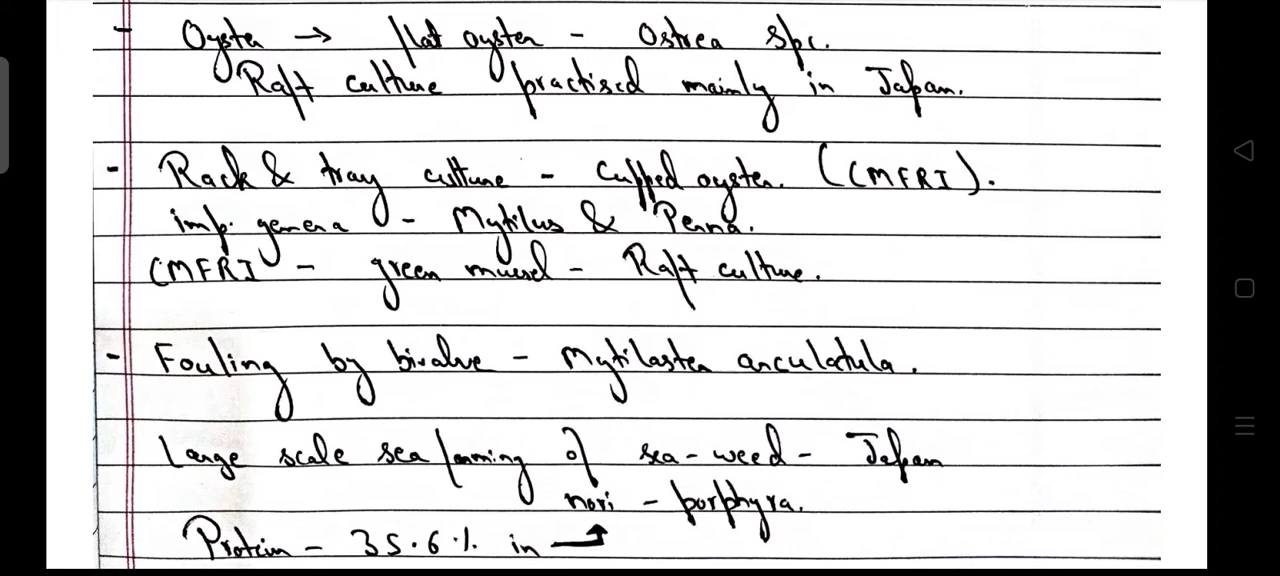 - Oyster → flat oyster - Ostrea spc.
Raft culture practised mainly in Japan.
- Rack & tray culture - Cupped oyster. (CMFRI).
imp. genera - Mytilus & Perna.
CMFRI - green mussel - Raft culture.
- Fouling by bivalve - Mytilaster arculatula.
Large scale sea farming of sea-weed - Japan
nori - porphyra.
Protein - 35.6% in →